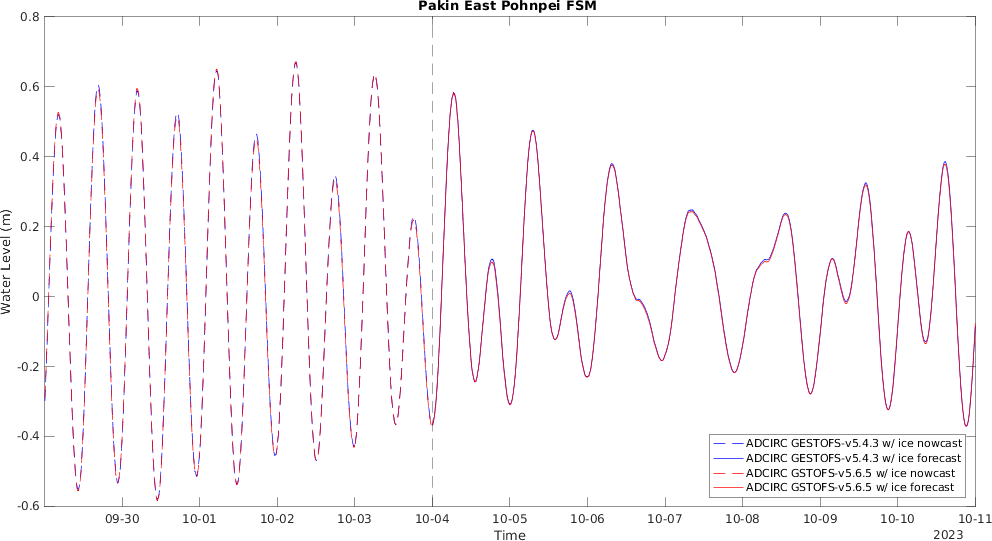 Pakin East Pohnpei FSM
0.8
0.6
0.4
0.2
0
-0.2
-0.4
-0.6
Water Level (m)
ADCIRC GESTOFS-v5.4.3 w/ ice nowcast
ADCIRC GESTOFS-v5.4.3 w/ ice forecast
ADCIRC GSTOFS-v5.6.5 w/ ice nowcast
ADCIRC GSTOFS-v5.6.5 w/ ice forecast
09-30 10-01 10-02 10-03 10-04 10-05 10-06 10-07 10-08 10-09 10-10 10-11
Time
2023